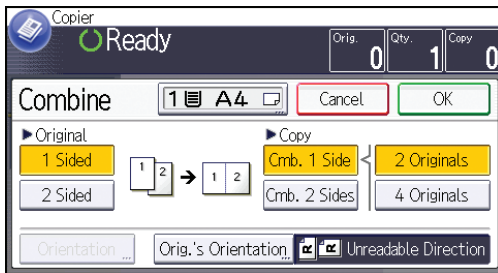 Copier
Ready
Orig. Qty. Copy
0 1 0
Combine 1 A4 Cancel OK
Original Copy
1 Sided 1 2 1 2 Cmb. 1 Side 2 Originals
2 Sided Cmb. 2 Sides 4 Originals
Orientation Orig.'s Orientation R R Unreadable Direction